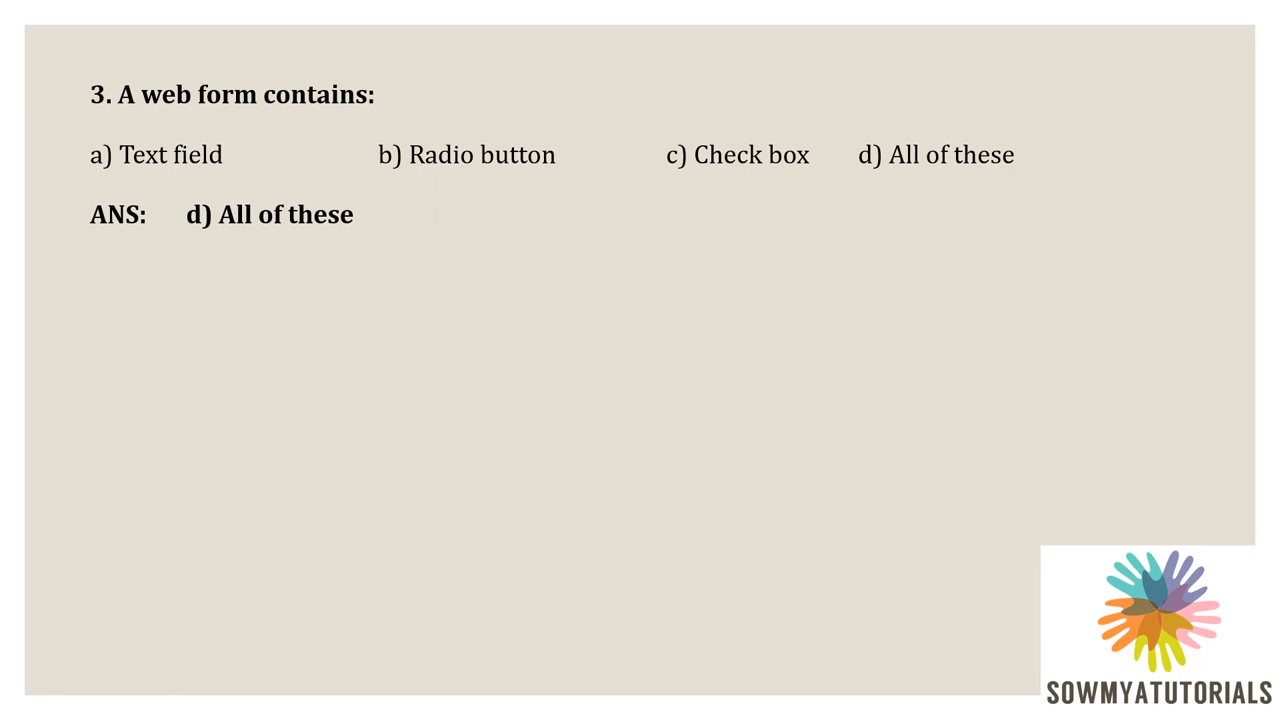 3. A web form contains:
a) Text field b) Radio button c) Check box d) All of these
ANS: d) All of these
SOWMYATUTORIALS